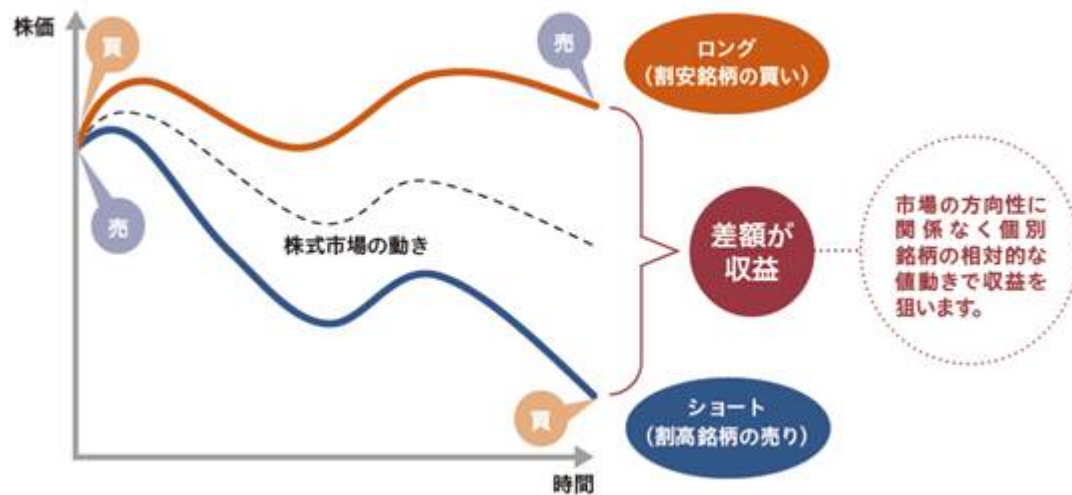 株価
買
売
ロング
（割安銘柄の買い）
売
株式市場の動き
差額が
収益
市場の方向性に
関係なく個別
銘柄の相対的な
値動きで収益を
狙います。
買
ショート
（割高銘柄の売り）
時間